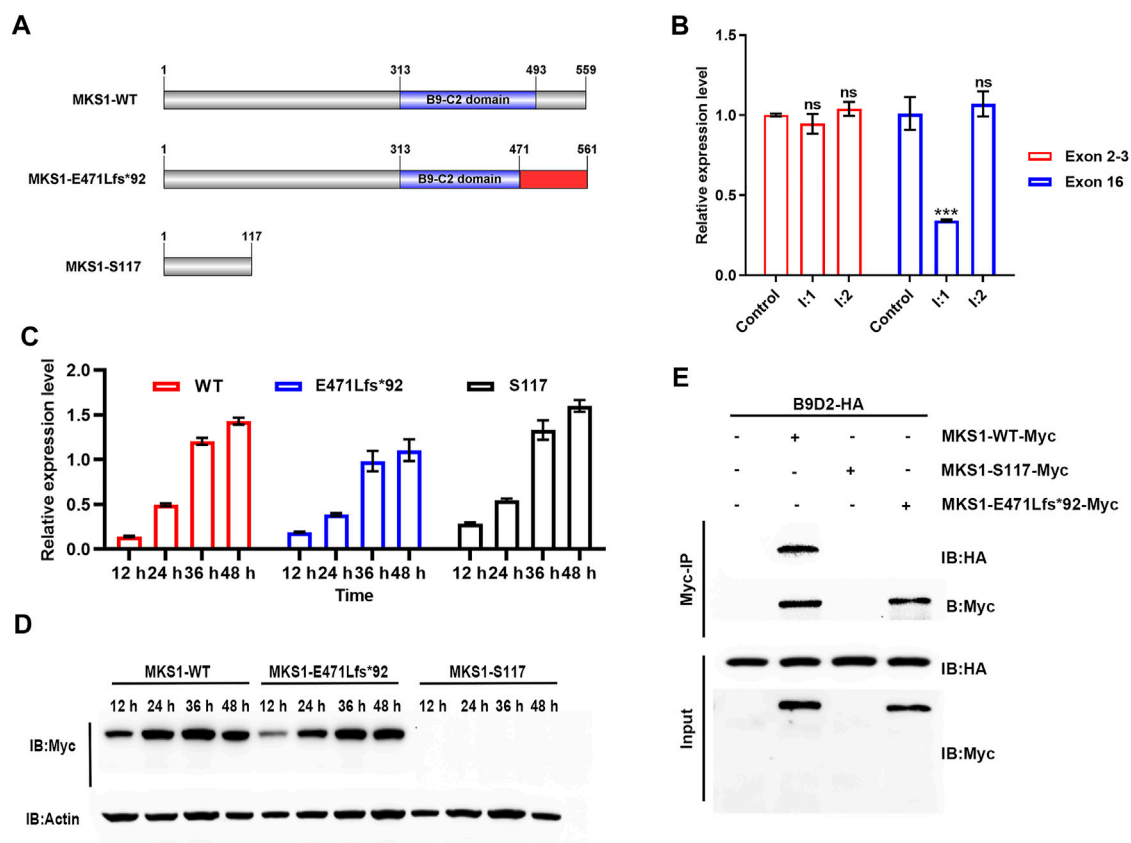 A
1 313 493 559
MKS1-WT
B9-C2 domain
1 313 471 561
MKS1-E471Lfs*92
B9-C2 domain
1 117
MKS1-S117
B
Relative expression level
1.5
1.0
0.5
0.0
ns ns *** ns
Control I:1 I:2 Control I:1 I:2
Exon 2-3
Exon 16
C
Relative expression level
2.0
1.5
1.0
0.5
0.0
WT E471Lfs*92 S117
12 h 24 h 36 h 48 h 12 h 24 h 36 h 48 h 12 h 24 h 36 h 48 h
Time
D
MKS1-WT MKS1-E471Lfs*92 MKS1-S117
12 h 24 h 36 h 48 h 12 h 24 h 36 h 48 h 12 h 24 h 36 h 48 h
IB:Myc
IB:Actin
E
B9D2-HA
- + - - MKS1-WT-Myc
- - + - MKS1-S117-Myc
- - - + MKS1-E471Lfs*92-Myc
Myc-IP
IB:HA
B:Myc
Input
IB:HA
IB:Myc